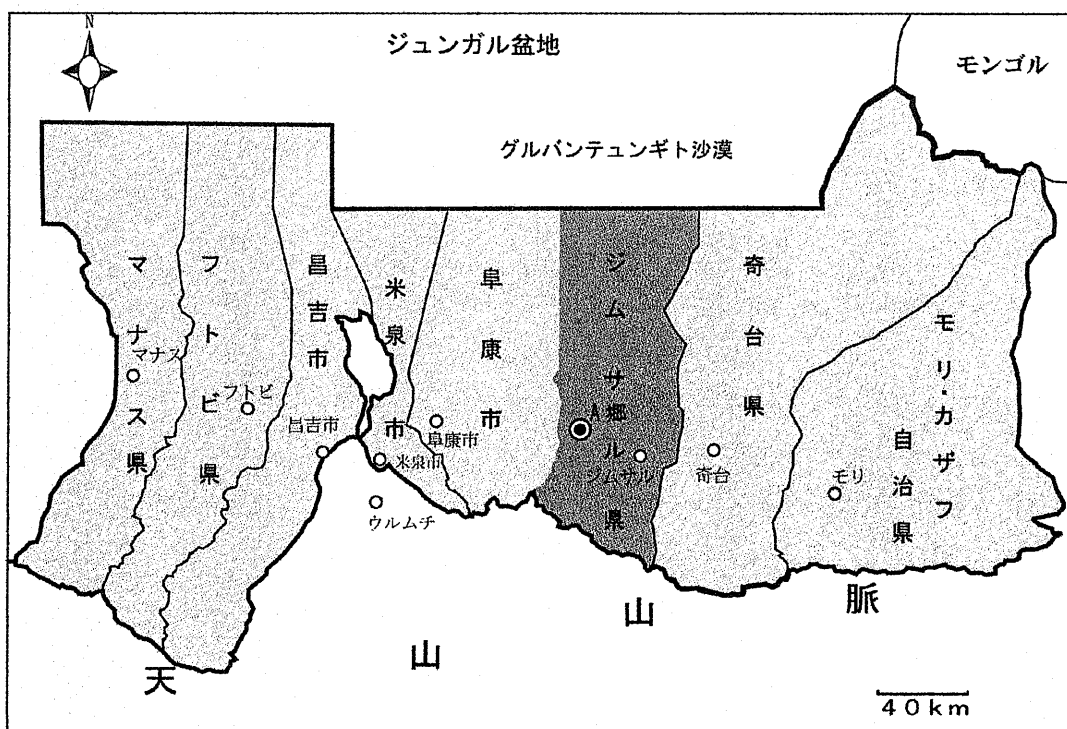 N
ジュンガル盆地
モンゴル
グルバンテュンギト沙漠
マナス県
フトビ県
昌吉市
米泉市
阜康市
ジムサル県
奇台県
モリ・カザフ
自治県
マナス
フトビ
昌吉市
米泉市
阜康市
A郷
ジムサル
奇台
モリ
ウルムチ
天山山脈
40km